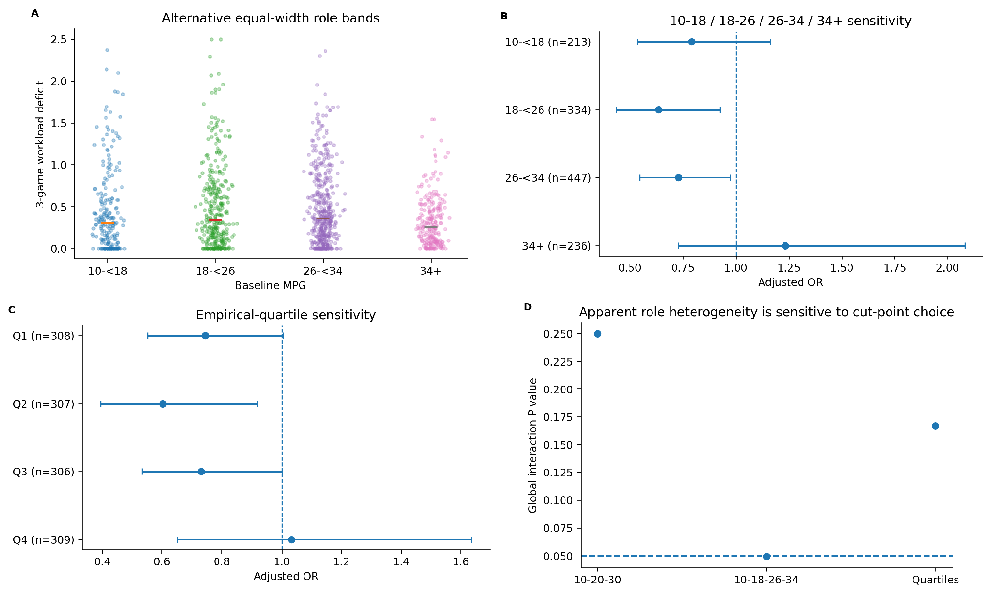 A
Alternative equal-width role bands
3-game workload deficit
2.5
2.0
1.5
1.0
0.5
0.0
10-<18
18-<26
26-<34
34+
Baseline MPG
B
10-18 / 18-26 / 26-34 / 34+ sensitivity
10-<18 (n=213)
18-<26 (n=334)
26-<34 (n=447)
34+ (n=236)
0.50
0.75
1.00
1.25
1.50
1.75
2.00
Adjusted OR
C
Empirical-quartile sensitivity
Q1 (n=308)
Q2 (n=307)
Q3 (n=306)
Q4 (n=309)
0.4
0.6
0.8
1.0
1.2
1.4
1.6
Adjusted OR
D
Apparent role heterogeneity is sensitive to cut-point choice
Global interaction P value
0.250
0.225
0.200
0.175
0.150
0.125
0.100
0.075
0.050
10-20-30
10-18-26-34
Quartiles